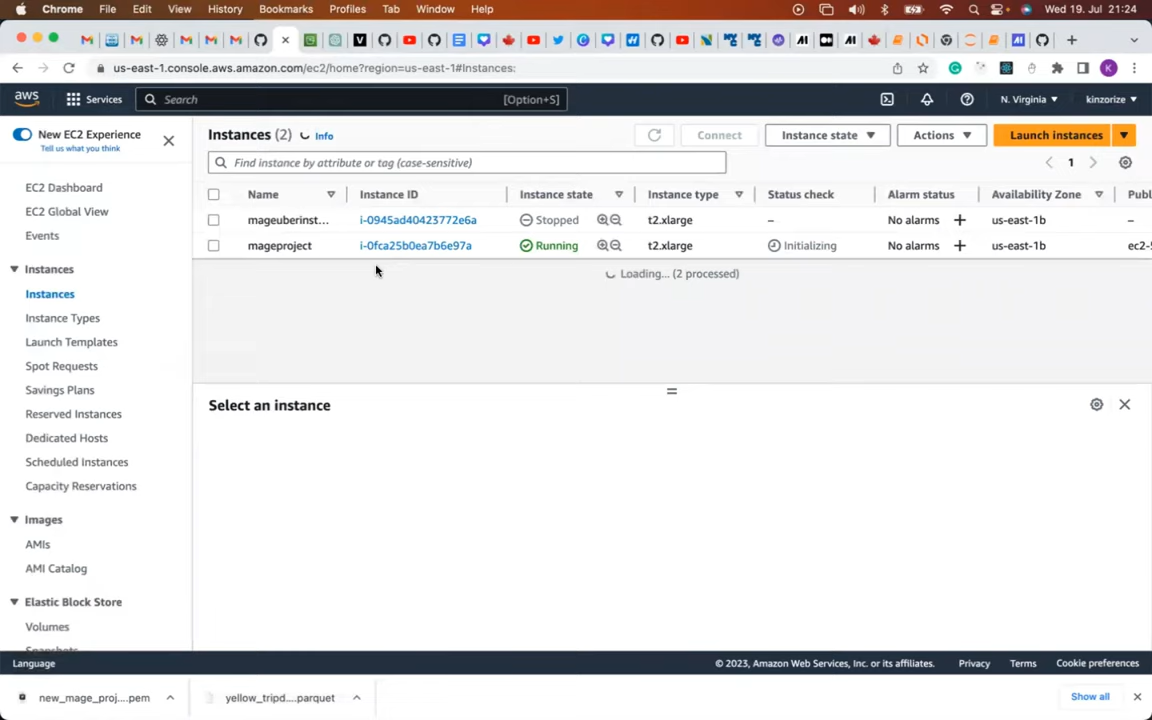 Chrome File Edit View History Bookmarks Profiles Tab Window Help Wed 19. Jul 21:24
us-east-1.console.aws.amazon.com/ec2/home?region=us-east-1#Instances:
aws Services Search [Option+S] N. Virginia kinzorize
New EC2 Experience
Tell us what you think
EC2 Dashboard
EC2 Global View
Events
Instances
Instances
Instance Types
Launch Templates
Spot Requests
Savings Plans
Reserved Instances
Dedicated Hosts
Scheduled Instances
Capacity Reservations
Images
AMIs
AMI Catalog
Elastic Block Store
Volumes
Snapshots
Instances (2) Info Connect Instance state Actions Launch instances
Find instance by attribute or tag (case-sensitive) 1
Name Instance ID Instance state Instance type Status check Alarm status Availability Zone Publ
mageuberinst... i-0945ad40423772e6a Stopped t2.xlarge – No alarms + us-east-1b –
mageproject i-0fca25b0ea7b6e97a Running t2.xlarge Initializing No alarms + us-east-1b ec2-5
Loading... (2 processed)
Select an instance
Language © 2023, Amazon Web Services, Inc. or its affiliates. Privacy Terms Cookie preferences
new_mage_proj....pem yellow_tripd....parquet Show all